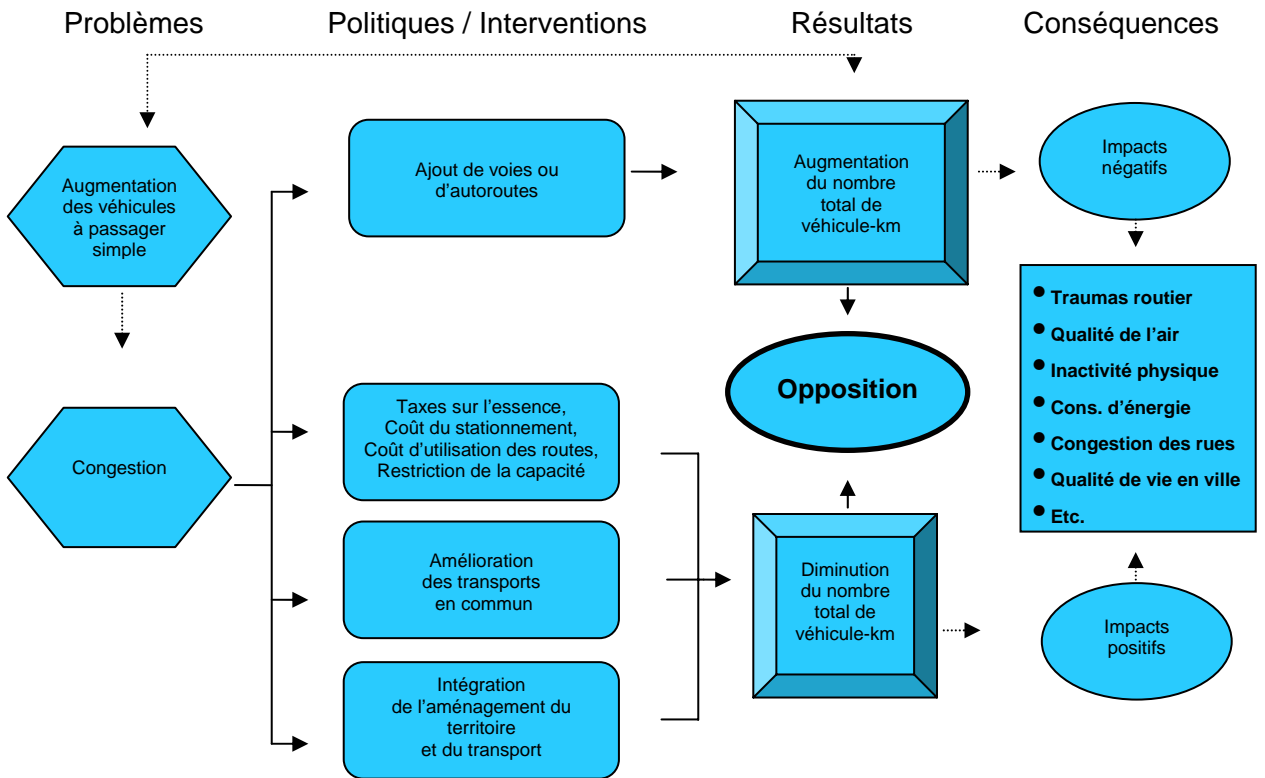 Problèmes
Politiques / Interventions
Résultats
Conséquences
Augmentation
des véhicules
à passager
simple
Ajout de voies ou
d'autoroutes
Augmentation
du nombre
total de
véhicule-km
Impacts
négatifs
• Traumas routier
• Qualité de l'air
• Inactivité physique
• Cons. d'énergie
• Congestion des rues
• Qualité de vie en ville
• Etc.
Opposition
Congestion
Taxes sur l'essence,
Coût du stationnement,
Coût d'utilisation des routes,
Restriction de la capacité
Amélioration
des transports
en commun
Intégration
de l'aménagement du
territoire
et du transport
Diminution
du nombre
total de
véhicule-km
Impacts
positifs